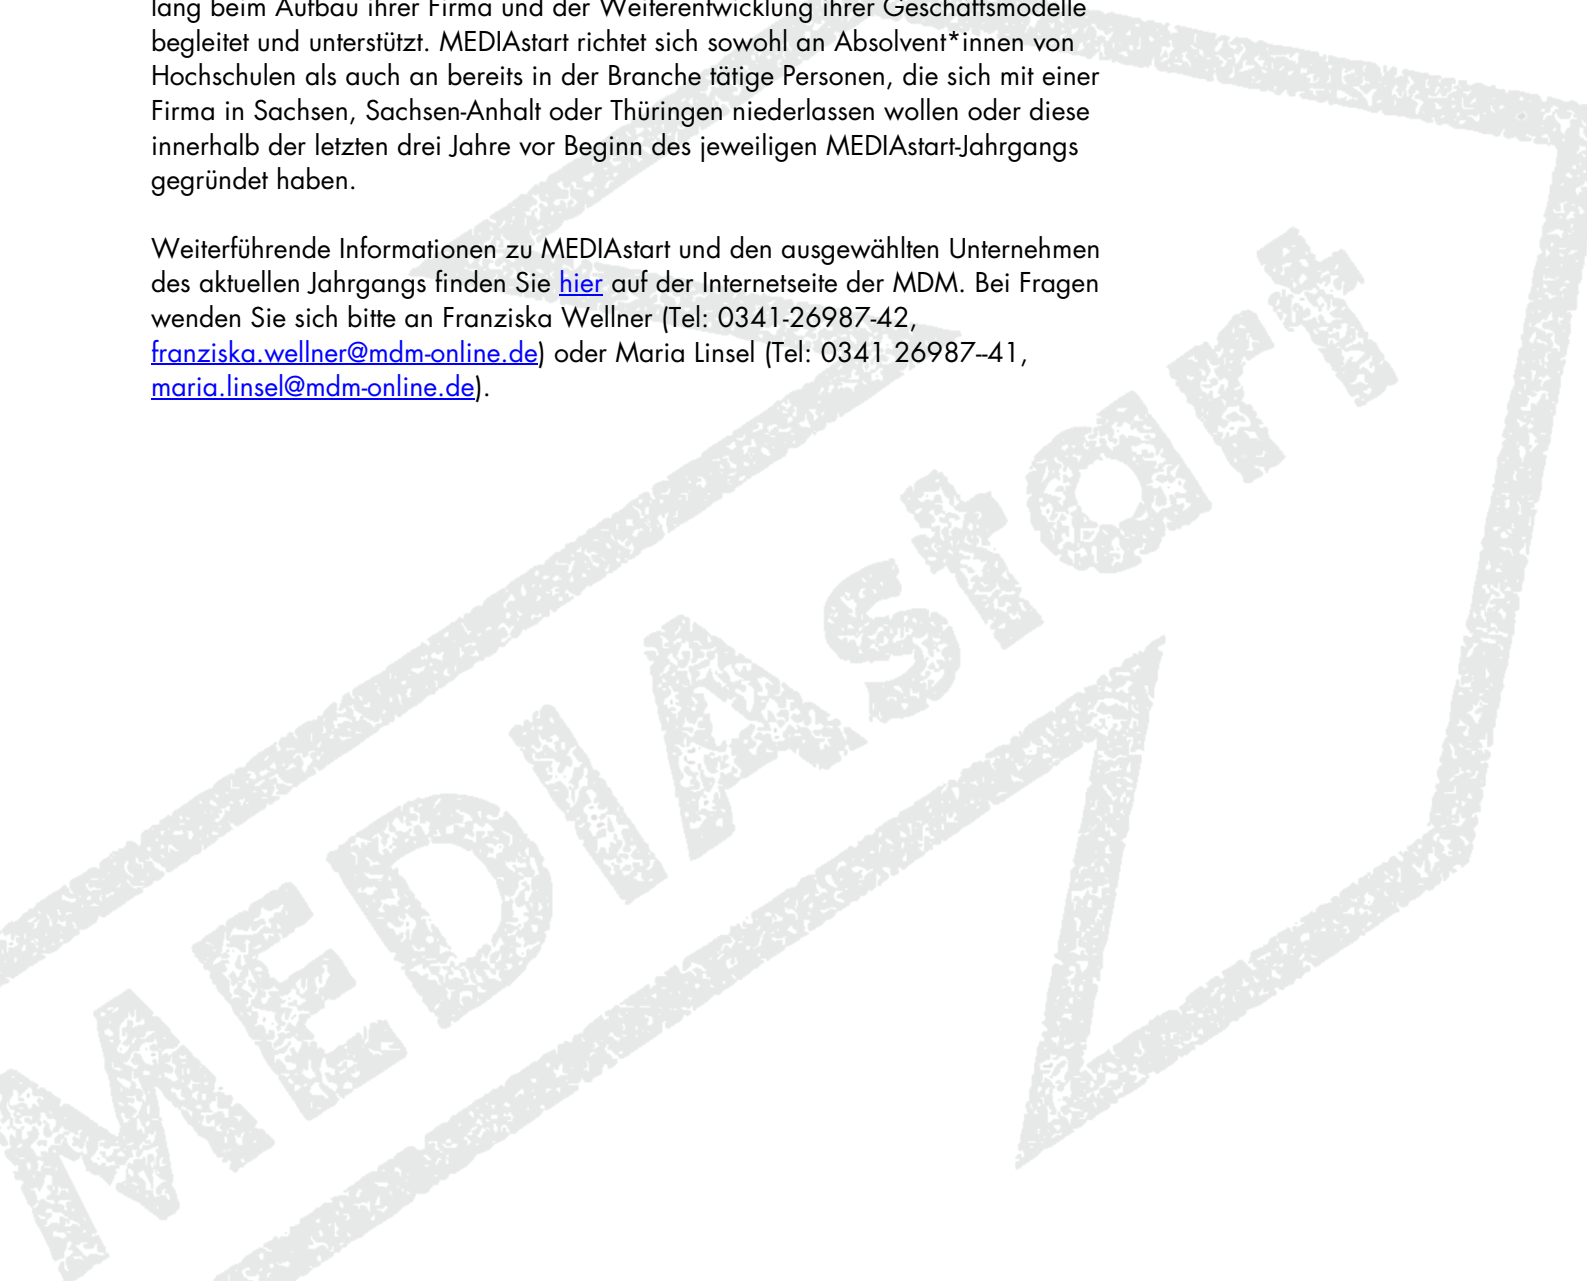 lang beim Aufbau ihrer Firma und der Weiterentwicklung ihrer Geschäftsmodelle
begleitet und unterstützt. MEDIAstart richtet sich sowohl an Absolvent*innen von
Hochschulen als auch an bereits in der Branche tätige Personen, die sich mit einer
Firma in Sachsen, Sachsen-Anhalt oder Thüringen niederlassen wollen oder diese
innerhalb der letzten drei Jahre vor Beginn des jeweiligen MEDIAstart-Jahrgangs
gegründet haben.
Weiterführende Informationen zu MEDIAstart und den ausgewählten Unternehmen
des aktuellen Jahrgangs finden Sie hier auf der Internetseite der MDM. Bei Fragen
wenden Sie sich bitte an Franziska Wellner (Tel: 0341-26987-42,
franziska.wellner@mdm-online.de) oder Maria Linsel (Tel: 0341 26987--41,
maria.linsel@mdm-online.de).
MEDIAstart